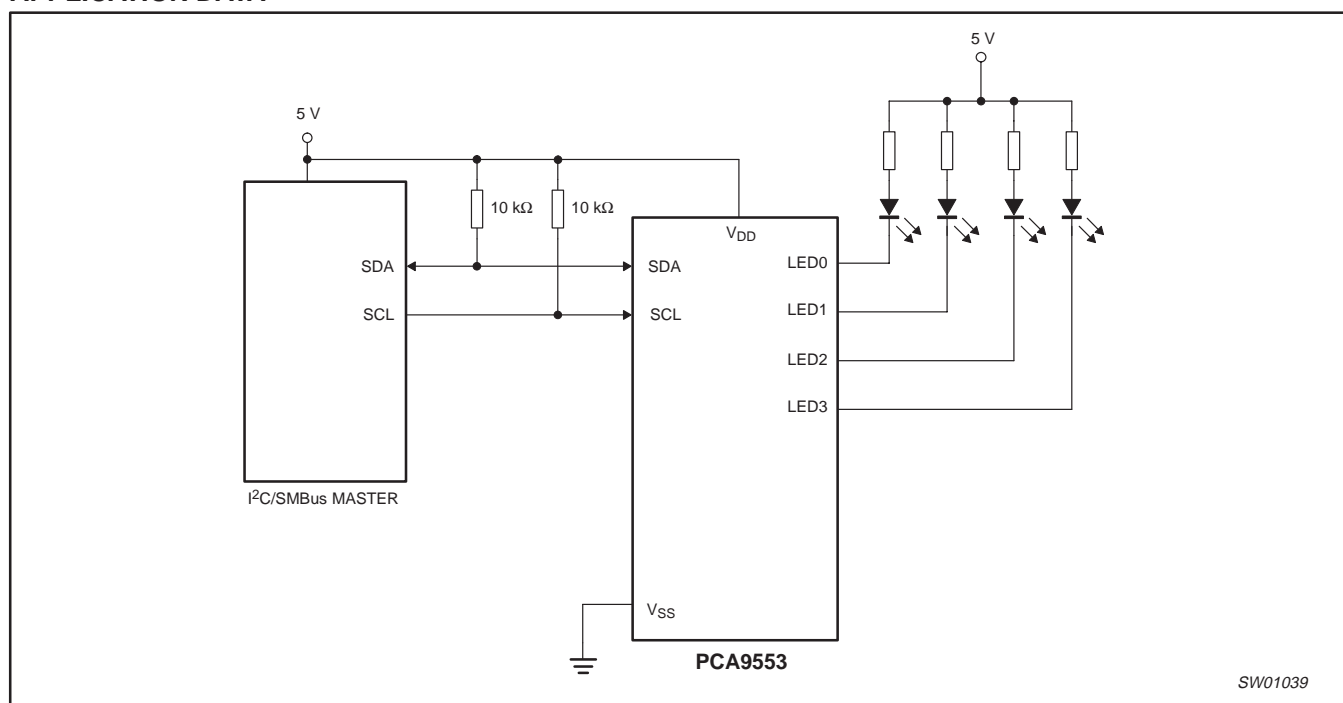 5 V
5 V
10 kΩ
10 kΩ
VDD
SDA
SDA
LED0
SCL
SCL
LED1
LED2
LED3
I2C/SMBus MASTER
VSS
PCA9553
SW01039